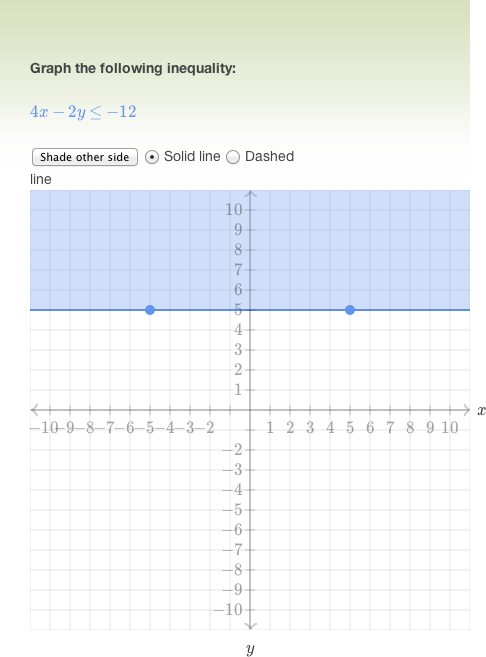 Graph the following inequality:
4x − 2y ≤ −12
Shade other side Solid line Dashed
line
10
9
8
7
6
5
4
3
2
1
x
−10 −9 −8 −7 −6 −5 −4 −3 −2 1 2 3 4 5 6 7 8 9 10
−2
−3
−4
−5
−6
−7
−8
−9
−10
y